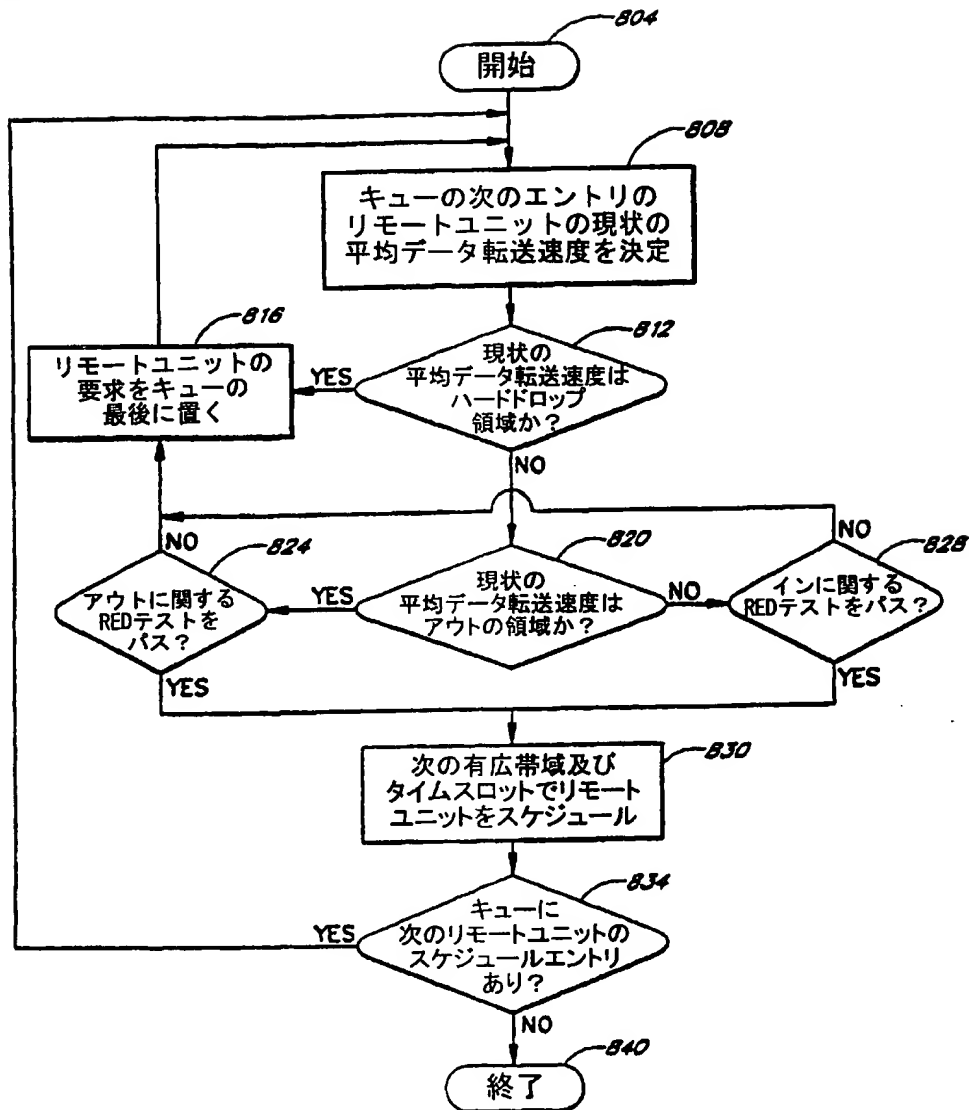 804
開始
808
キューの次のエントリの
リモートユニットの現状の
平均データ転送速度を決定
816
リモートユニットの
要求をキューの
最後に置く
YES
812
現状の
平均データ転送速度は
ハードドロップ
領域か?
NO
NO
824
アウトに関する
REDテストを
パス?
YES
YES
820
現状の
平均データ転送速度は
アウトの領域か?
NO
NO
828
インに関する
REDテストをパス?
YES
830
次の有広帯域及び
タイムスロットでリモート
ユニットをスケジュール
834
YES
キューに
次のリモートユニットの
スケジュールエントリ
あり?
NO
840
終了